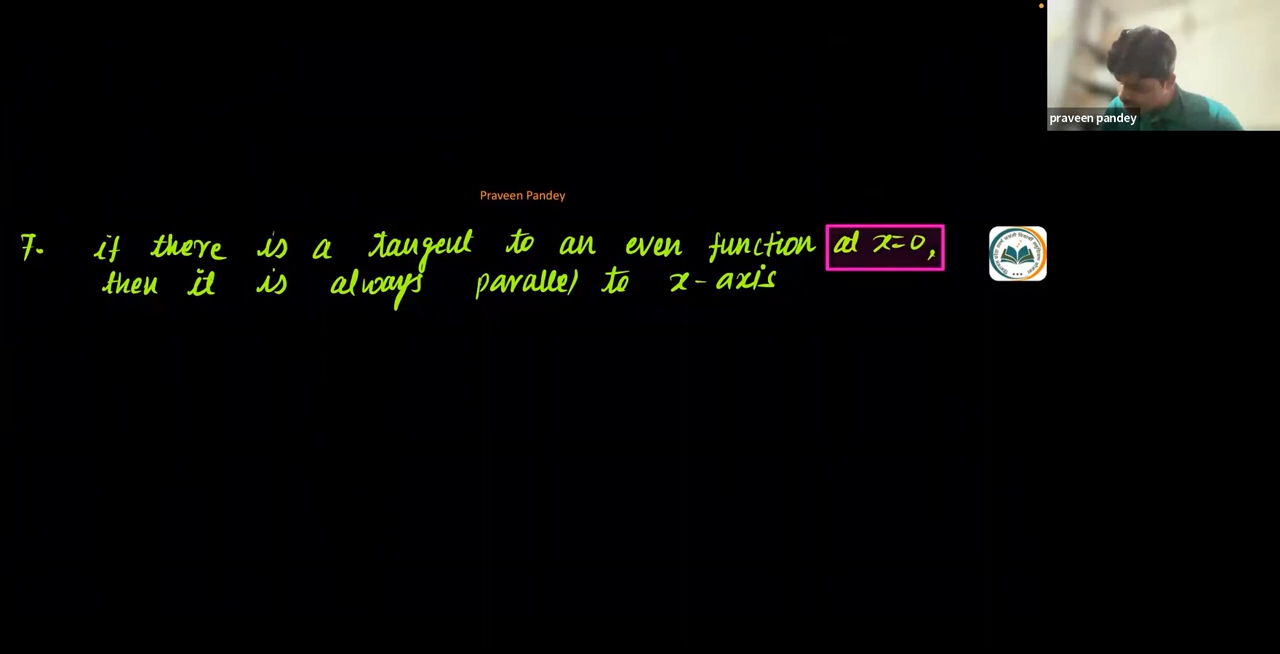 praveen pandey
Praveen Pandey
7. if there is a tangent to an even function at x=0,
then it is always parallel to x-axis